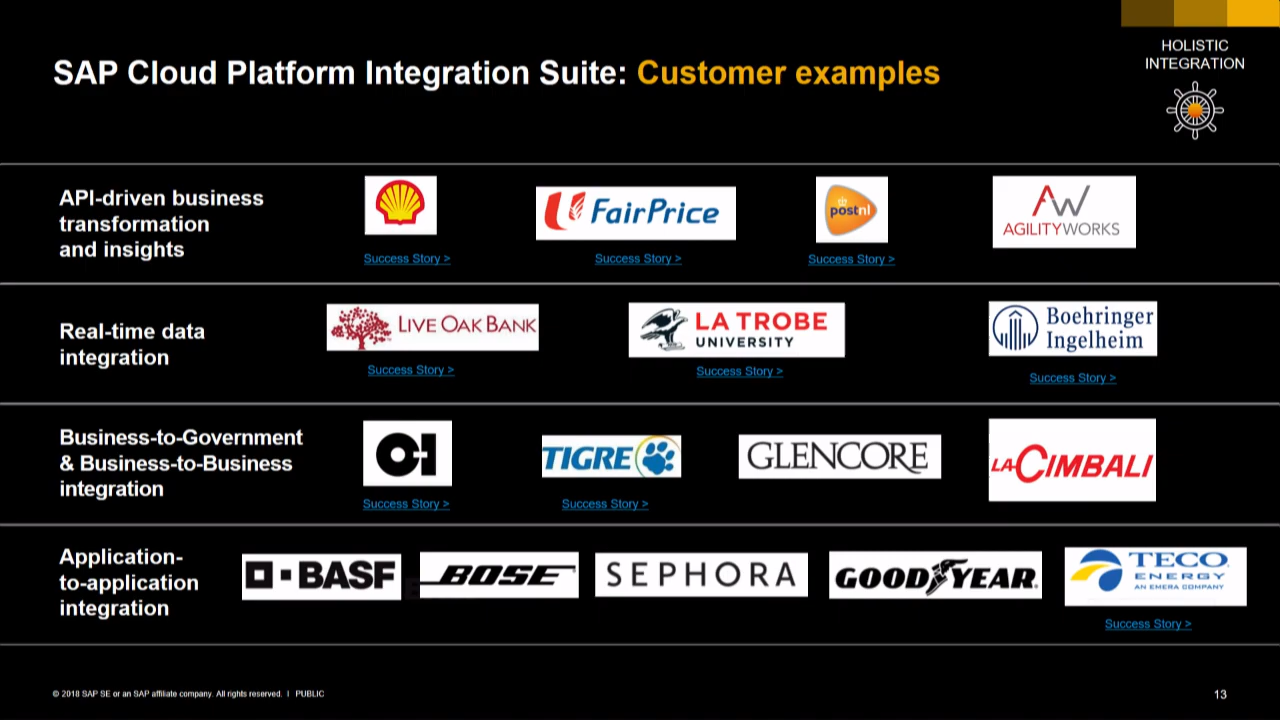 HOLISTIC
INTEGRATION
SAP Cloud Platform Integration Suite: Customer examples
API-driven business
transformation
and insights
FairPrice
postnl
AW
AGILITYWORKS
Success Story >
Success Story >
Success Story >
Real-time data
integration
LIVE OAK BANK
LA TROBE
UNIVERSITY
Boehringer
Ingelheim
Success Story >
Success Story >
Success Story >
Business-to-Government
& Business-to-Business
integration
O-I
TIGRE
GLENCORE
LA CIMBALI
Success Story >
Success Story >
Application-
to-application
integration
BASF
BOSE
SEPHORA
GOODYEAR
TECO
ENERGY
AN EMERA COMPANY
Success Story >
© 2018 SAP SE or an SAP affiliate company. All rights reserved. I PUBLIC
13